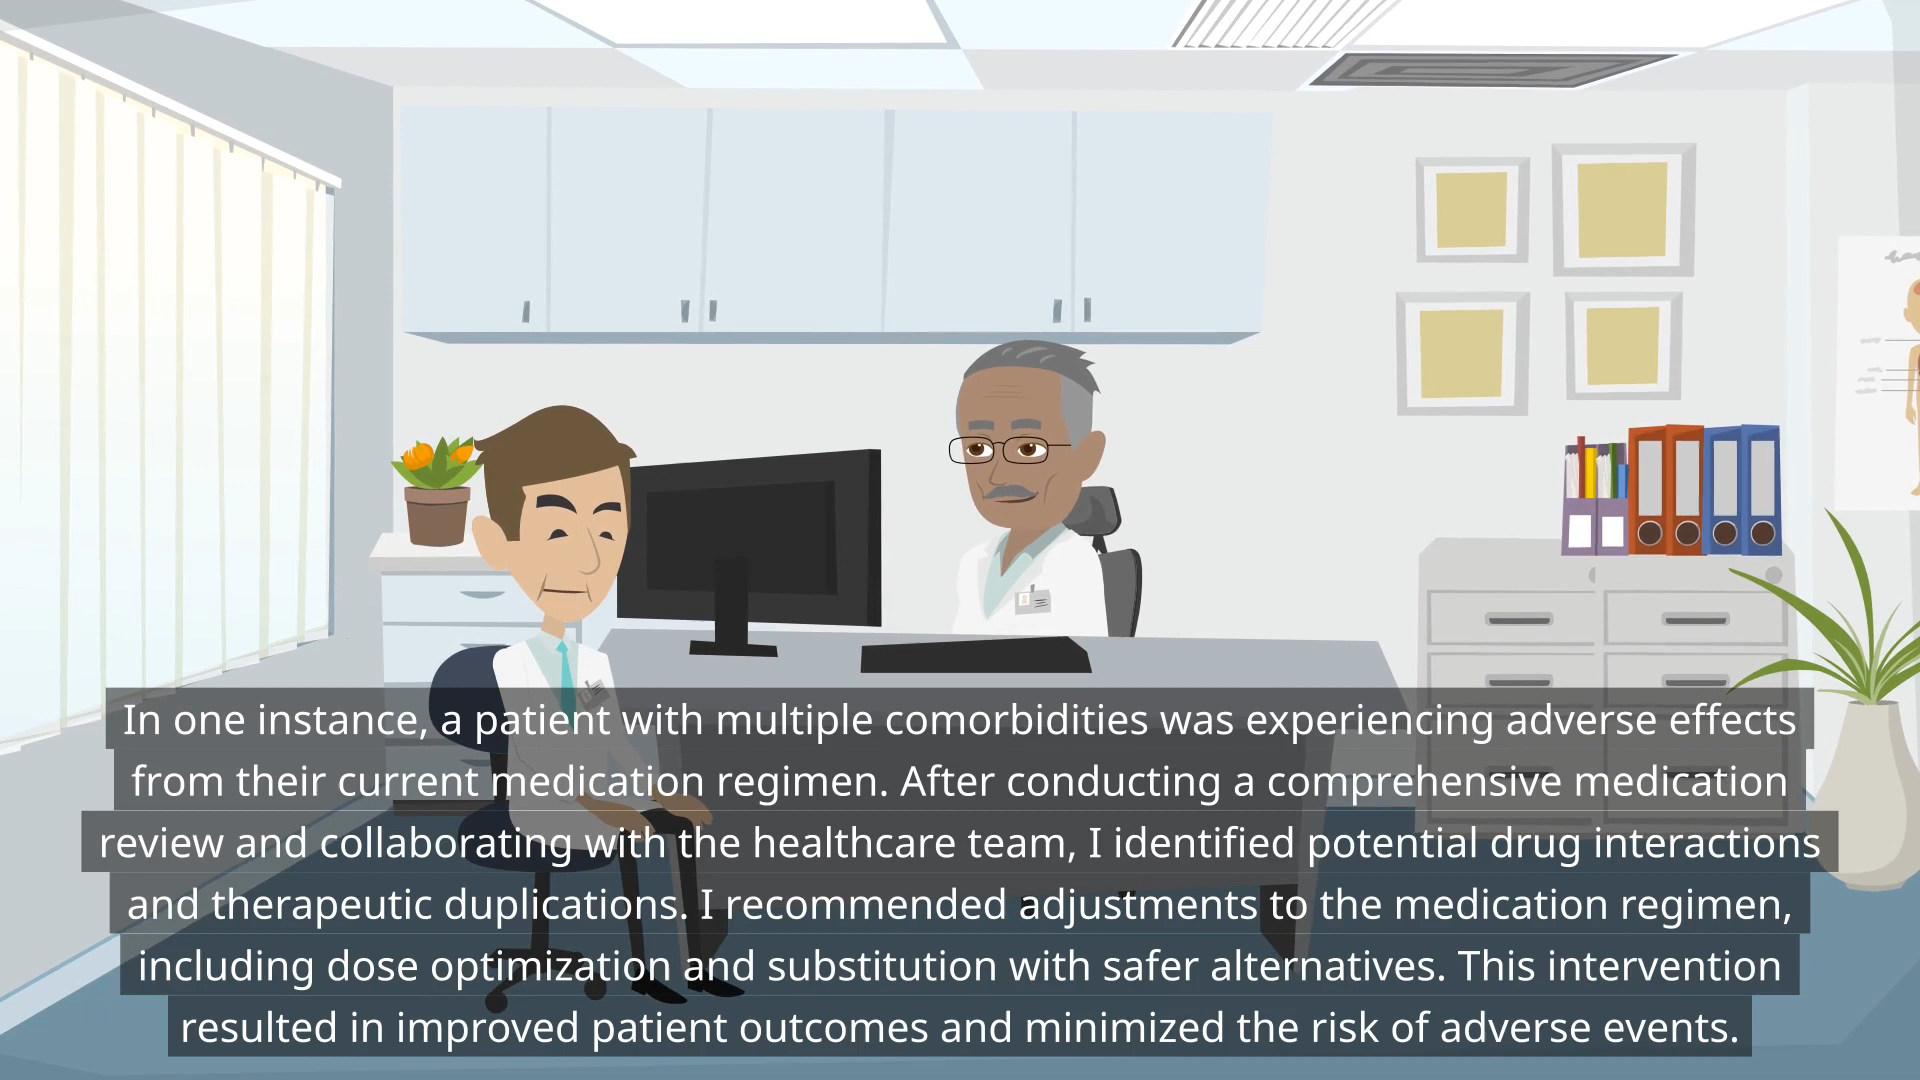 In one instance, a patient with multiple comorbidities was experiencing adverse effects
from their current medication regimen. After conducting a comprehensive medication
review and collaborating with the healthcare team, I identified potential drug interactions
and therapeutic duplications. I recommended adjustments to the medication regimen,
including dose optimization and substitution with safer alternatives. This intervention
resulted in improved patient outcomes and minimized the risk of adverse events.